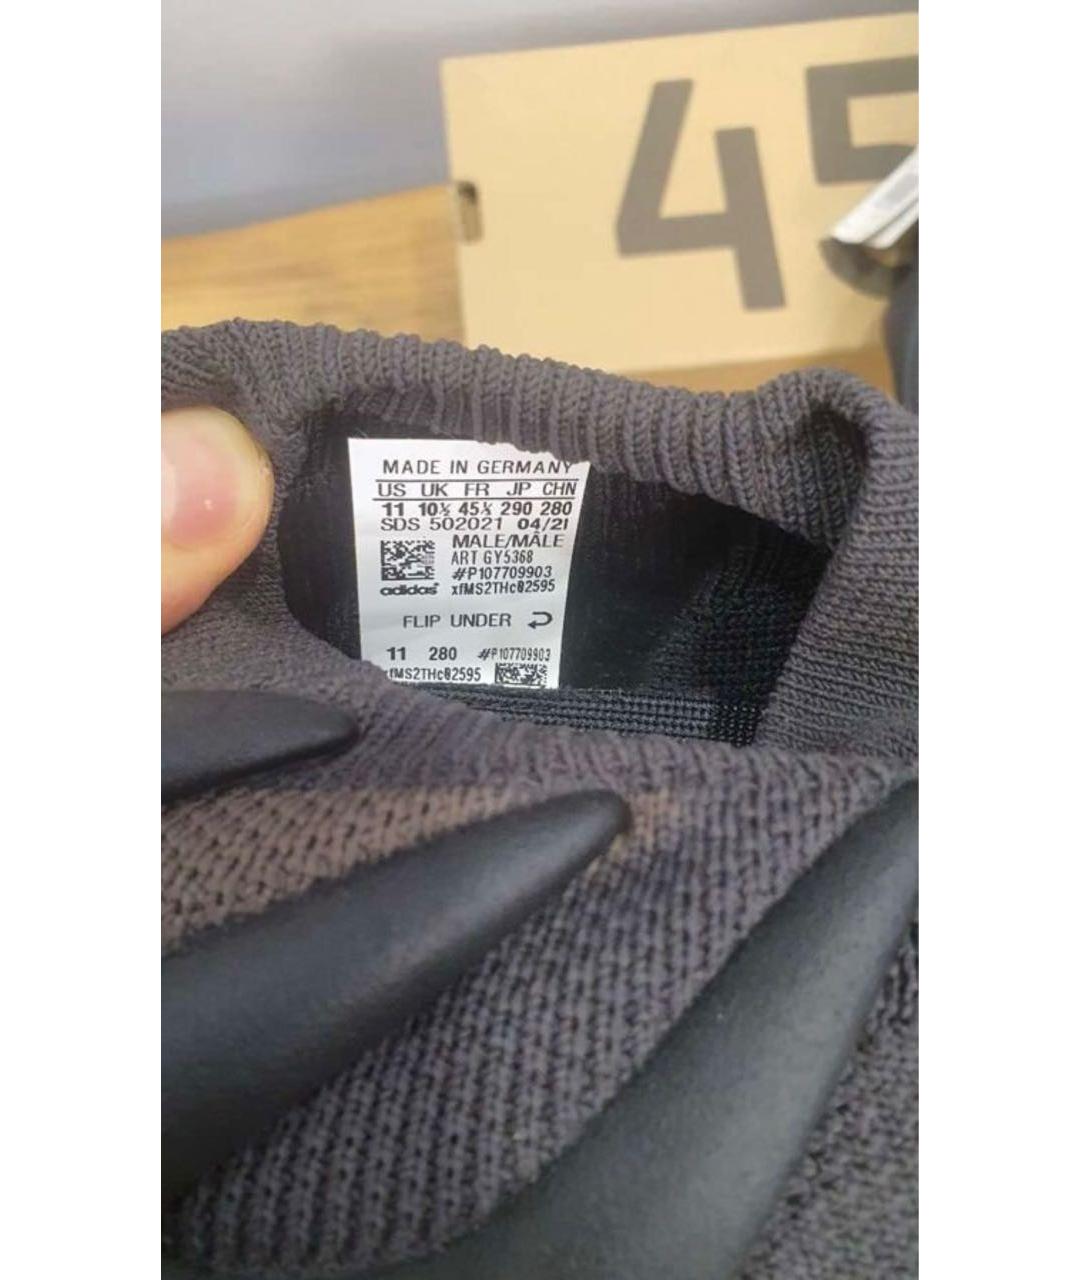 45
MADE IN GERMANY
US UK FR JP CHN
11 10½ 45⅓ 290 280
SDS 502021 04/21
MALE/MÂLE
ART GY5368
#P107709903
adidas xfMS2THc02595
FLIP UNDER
11 280 #P107709903
xfMS2THc02595